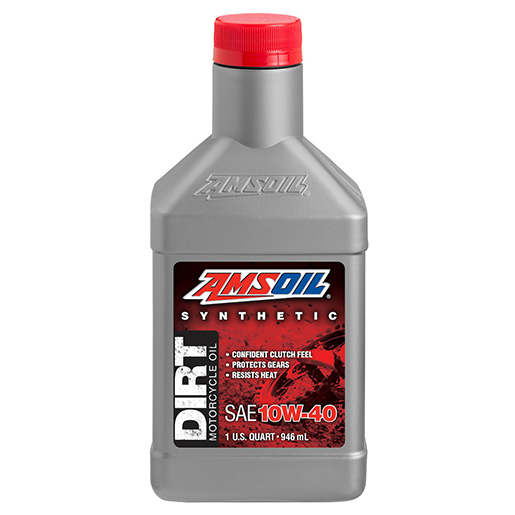 AMSOIL®
AMSOIL®
SYNTHETIC
DIRT
MOTORCYCLE OIL
• CONFIDENT CLUTCH FEEL
• PROTECTS GEARS
• RESISTS HEAT
SAE 10W-40
1 U.S. QUART • 946 mL